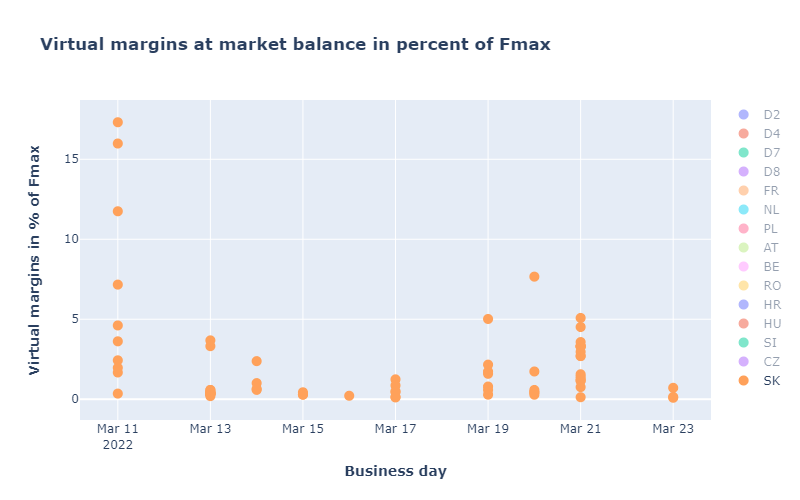 Virtual margins at market balance in percent of Fmax
Virtual margins in % of Fmax
15
10
5
0
Mar 11
2022
Mar 13
Mar 15
Mar 17
Mar 19
Mar 21
Mar 23
Business day
D2
D4
D7
D8
FR
NL
PL
AT
BE
RO
HR
HU
SI
CZ
SK